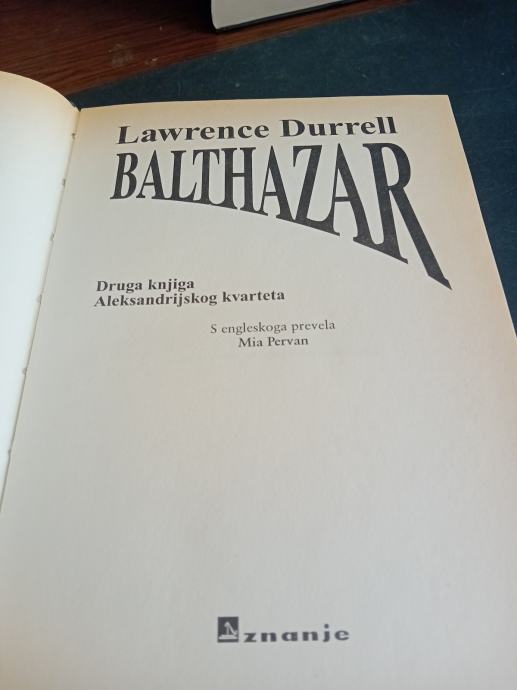 Lawrence Durrell
BALTHAZAR
Druga knjiga
Aleksandrijskog kvarteta
S engleskoga prevela
Mia Pervan
znanje